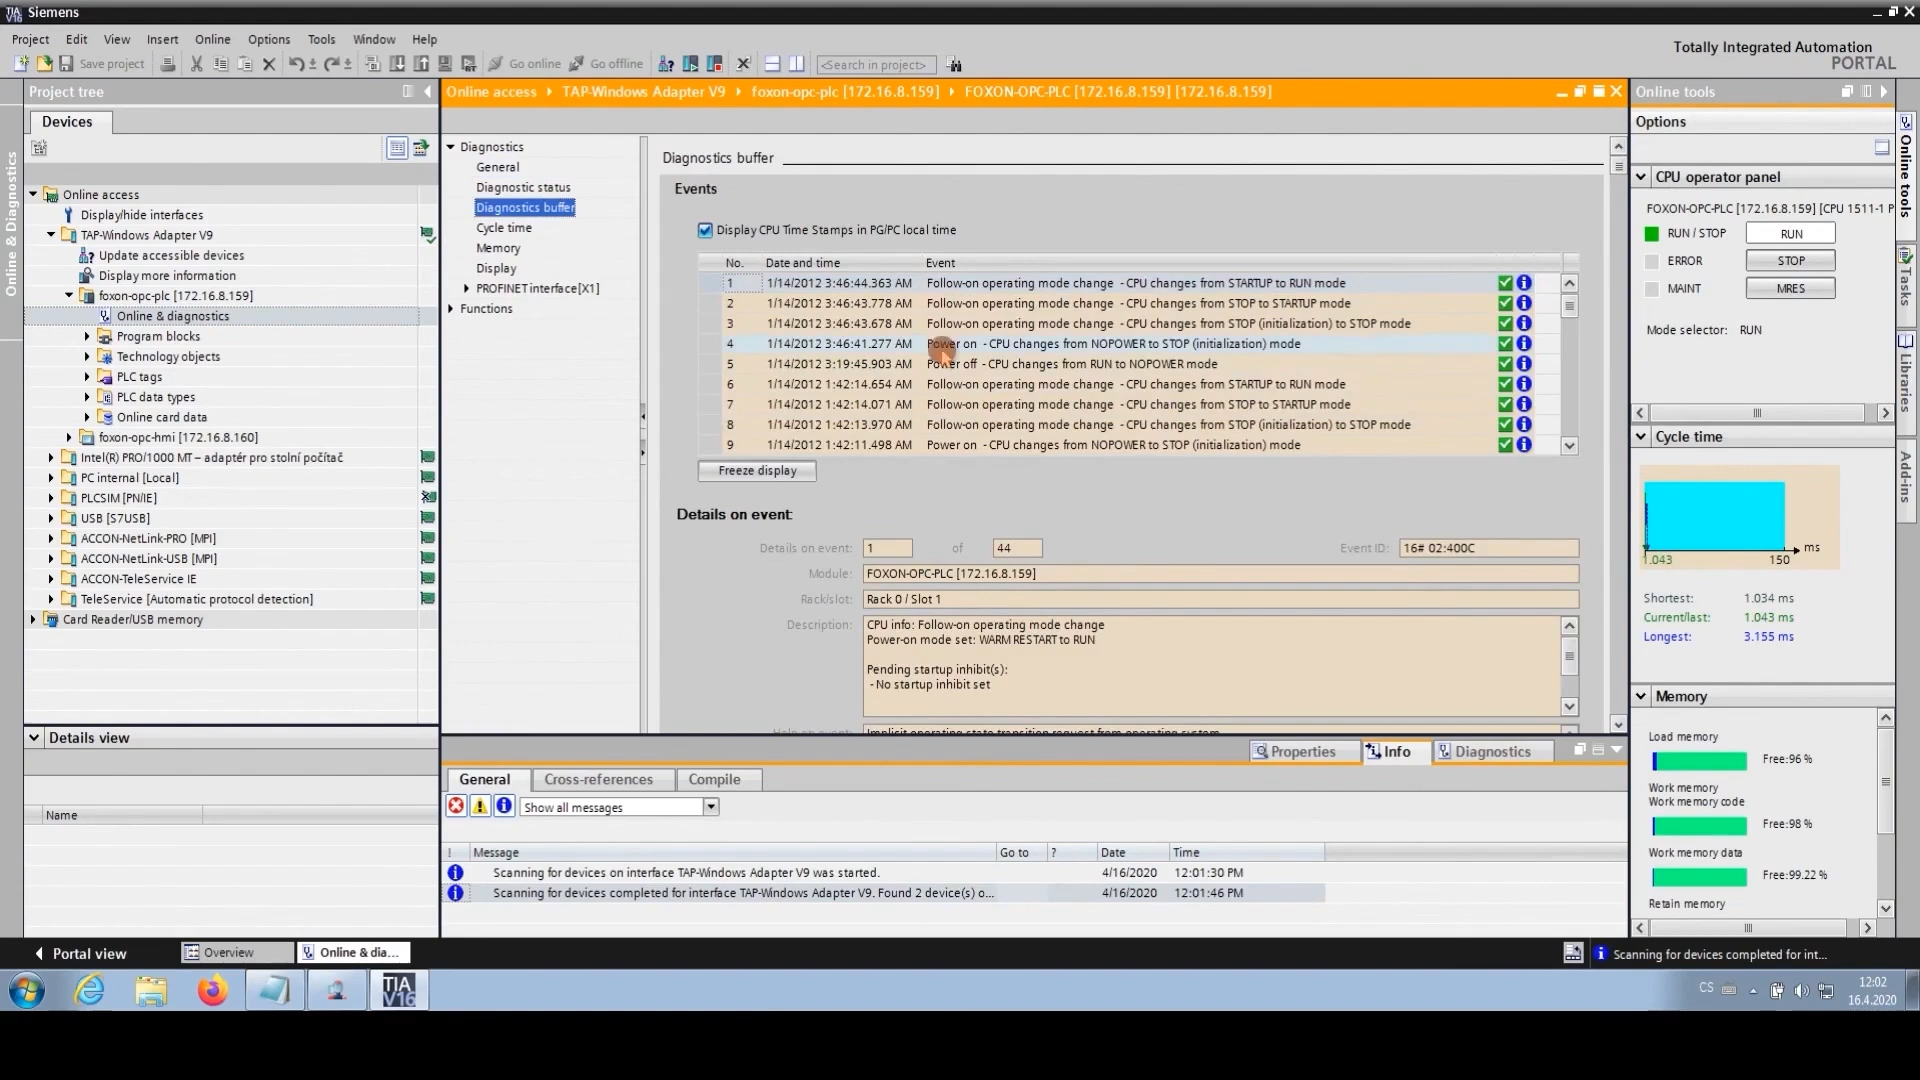 TIA V16 Siemens
Project Edit View Insert Online Options Tools Window Help
Totally Integrated Automation
PORTAL
Save project Go online Go offline <Search in project>
Project tree
Online access TAP-Windows Adapter V9 foxon-opc-plc [172.16.8.159] FOXON-OPC-PLC [172.16.8.159] [172.16.8.159]
Online tools
Devices
Options
Online & Diagnostics
Online access
Display/hide interfaces
TAP-Windows Adapter V9
Update accessible devices
Display more information
foxon-opc-plc [172.16.8.159]
Online & diagnostics
Program blocks
Technology objects
PLC tags
PLC data types
Online card data
foxon-opc-hmi [172.16.8.160]
Intel(R) PRO/1000 MT – adaptér pro stolní počítač
PC internal [Local]
PLCSIM [PN/IE]
USB [S7USB]
ACCON-NetLink-PRO [MPI]
ACCON-NetLink-USB [MPI]
ACCON-TeleService IE
TeleService [Automatic protocol detection]
Card Reader/USB memory
Details view
Name
Diagnostics
General
Diagnostic status
Diagnostics buffer
Cycle time
Memory
Display
PROFINET interface[X1]
Functions
Diagnostics buffer
Events
Display CPU Time Stamps in PG/PC local time
No. Date and time Event
1 1/14/2012 3:46:44.363 AM Follow-on operating mode change - CPU changes from STARTUP to RUN mode
2 1/14/2012 3:46:43.778 AM Follow-on operating mode change - CPU changes from STOP to STARTUP mode
3 1/14/2012 3:46:43.678 AM Follow-on operating mode change - CPU changes from STOP (initialization) to STOP mode
4 1/14/2012 3:46:41.277 AM Power on - CPU changes from NOPOWER to STOP (initialization) mode
5 1/14/2012 3:19:45.903 AM Power off - CPU changes from RUN to NOPOWER mode
6 1/14/2012 1:42:14.654 AM Follow-on operating mode change - CPU changes from STARTUP to RUN mode
7 1/14/2012 1:42:14.071 AM Follow-on operating mode change - CPU changes from STOP to STARTUP mode
8 1/14/2012 1:42:13.970 AM Follow-on operating mode change - CPU changes from STOP (initialization) to STOP mode
9 1/14/2012 1:42:11.498 AM Power on - CPU changes from NOPOWER to STOP (initialization) mode
Freeze display
Details on event:
Details on event: 1 of 44 Event ID: 16# 02:400C
Module: FOXON-OPC-PLC [172.16.8.159]
Rack/slot: Rack 0 / Slot 1
Description: CPU info: Follow-on operating mode change
Power-on mode set: WARM RESTART to RUN
Pending startup inhibit(s):
- No startup inhibit set
Help on event: Implicit operating state transition request from operating system
Properties Info Diagnostics
General Cross-references Compile
Show all messages
! Message Go to ? Date Time
Scanning for devices on interface TAP-Windows Adapter V9 was started. 4/16/2020 12:01:30 PM
Scanning for devices completed for interface TAP-Windows Adapter V9. Found 2 device(s) o... 4/16/2020 12:01:46 PM
CPU operator panel
FOXON-OPC-PLC [172.16.8.159] [CPU 1511-1 P
RUN / STOP RUN
ERROR STOP
MAINT MRES
Mode selector: RUN
Cycle time
ms
1.043 150
Shortest: 1.034 ms
Current/last: 1.043 ms
Longest: 3.155 ms
Memory
Load memory
Free:96 %
Work memory
Work memory code
Free:98 %
Work memory data
Free:99.22 %
Retain memory
Online tools
Tasks
Libraries
Add-ins
Portal view Overview Online & dia... Scanning for devices completed for int...
TIA V16
CS
12:02
16.4.2020